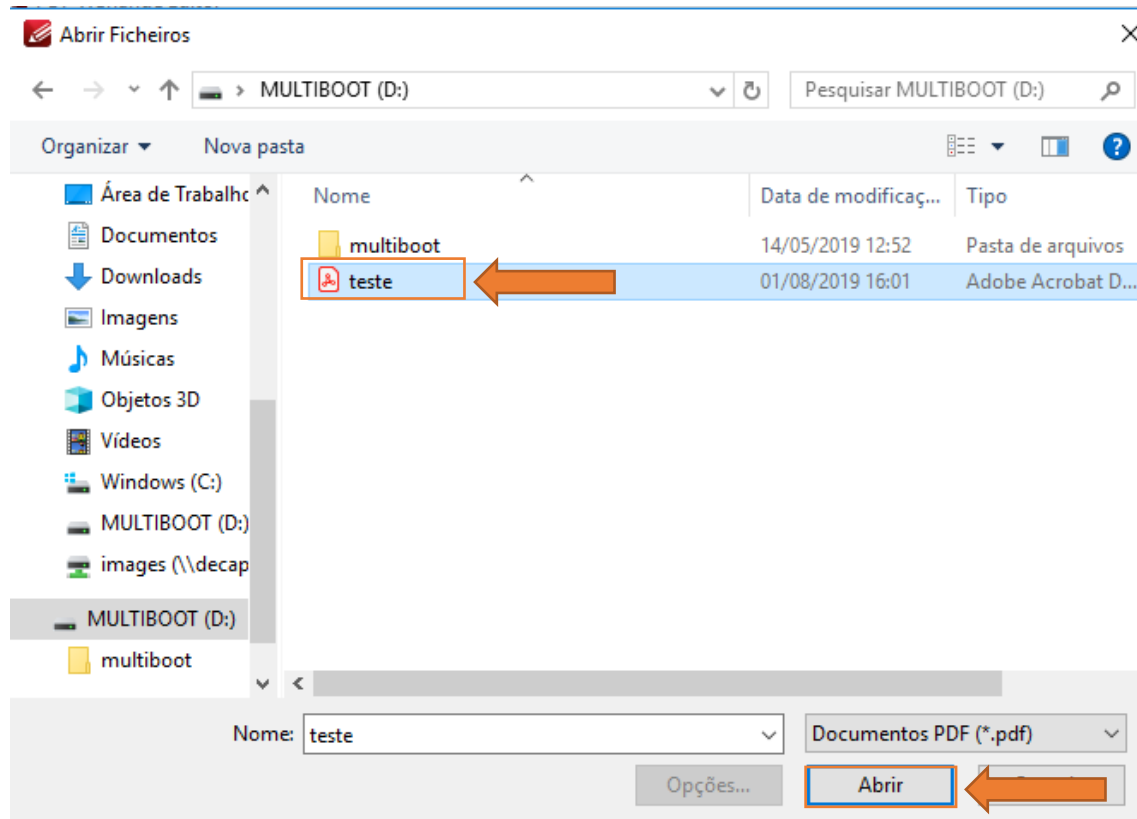 Abrir Ficheiros
MULTIBOOT (D:)
Pesquisar MULTIBOOT (D:)
Organizar
Nova pasta
Nome
Data de modificaç...
Tipo
multiboot
14/05/2019 12:52
Pasta de arquivos
teste
01/08/2019 16:01
Adobe Acrobat D...
Área de Trabalho
Documentos
Downloads
Imagens
Músicas
Objetos 3D
Vídeos
Windows (C:)
MULTIBOOT (D:)
images (\\decap
MULTIBOOT (D:)
multiboot
Nome:
teste
Documentos PDF (*.pdf)
Opções...
Abrir